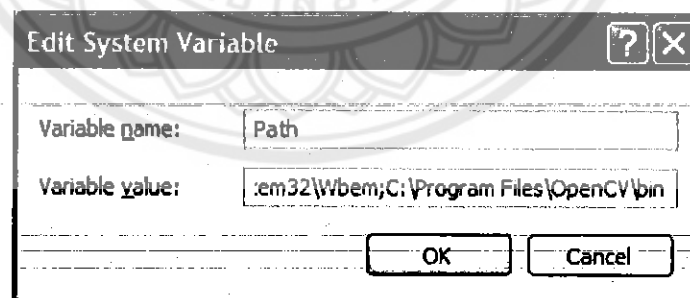 Edit System Variable
Variable name: Path
Variable value: :em32\Wbem;C:\Program Files\OpenCV\bin
OK Cancel